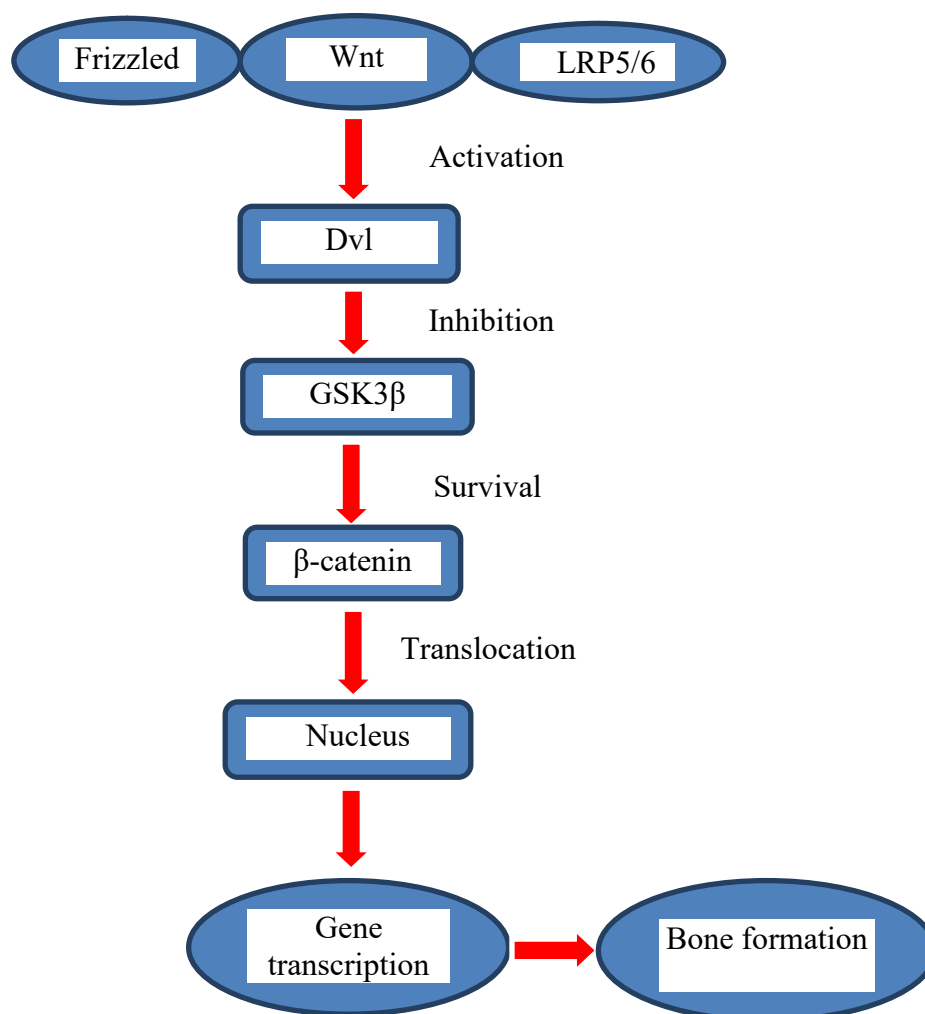 Frizzled
Wnt
LRP5/6
Activation
Dvl
Inhibition
GSK3β
Survival
β-catenin
Translocation
Nucleus
Gene
transcription
Bone formation